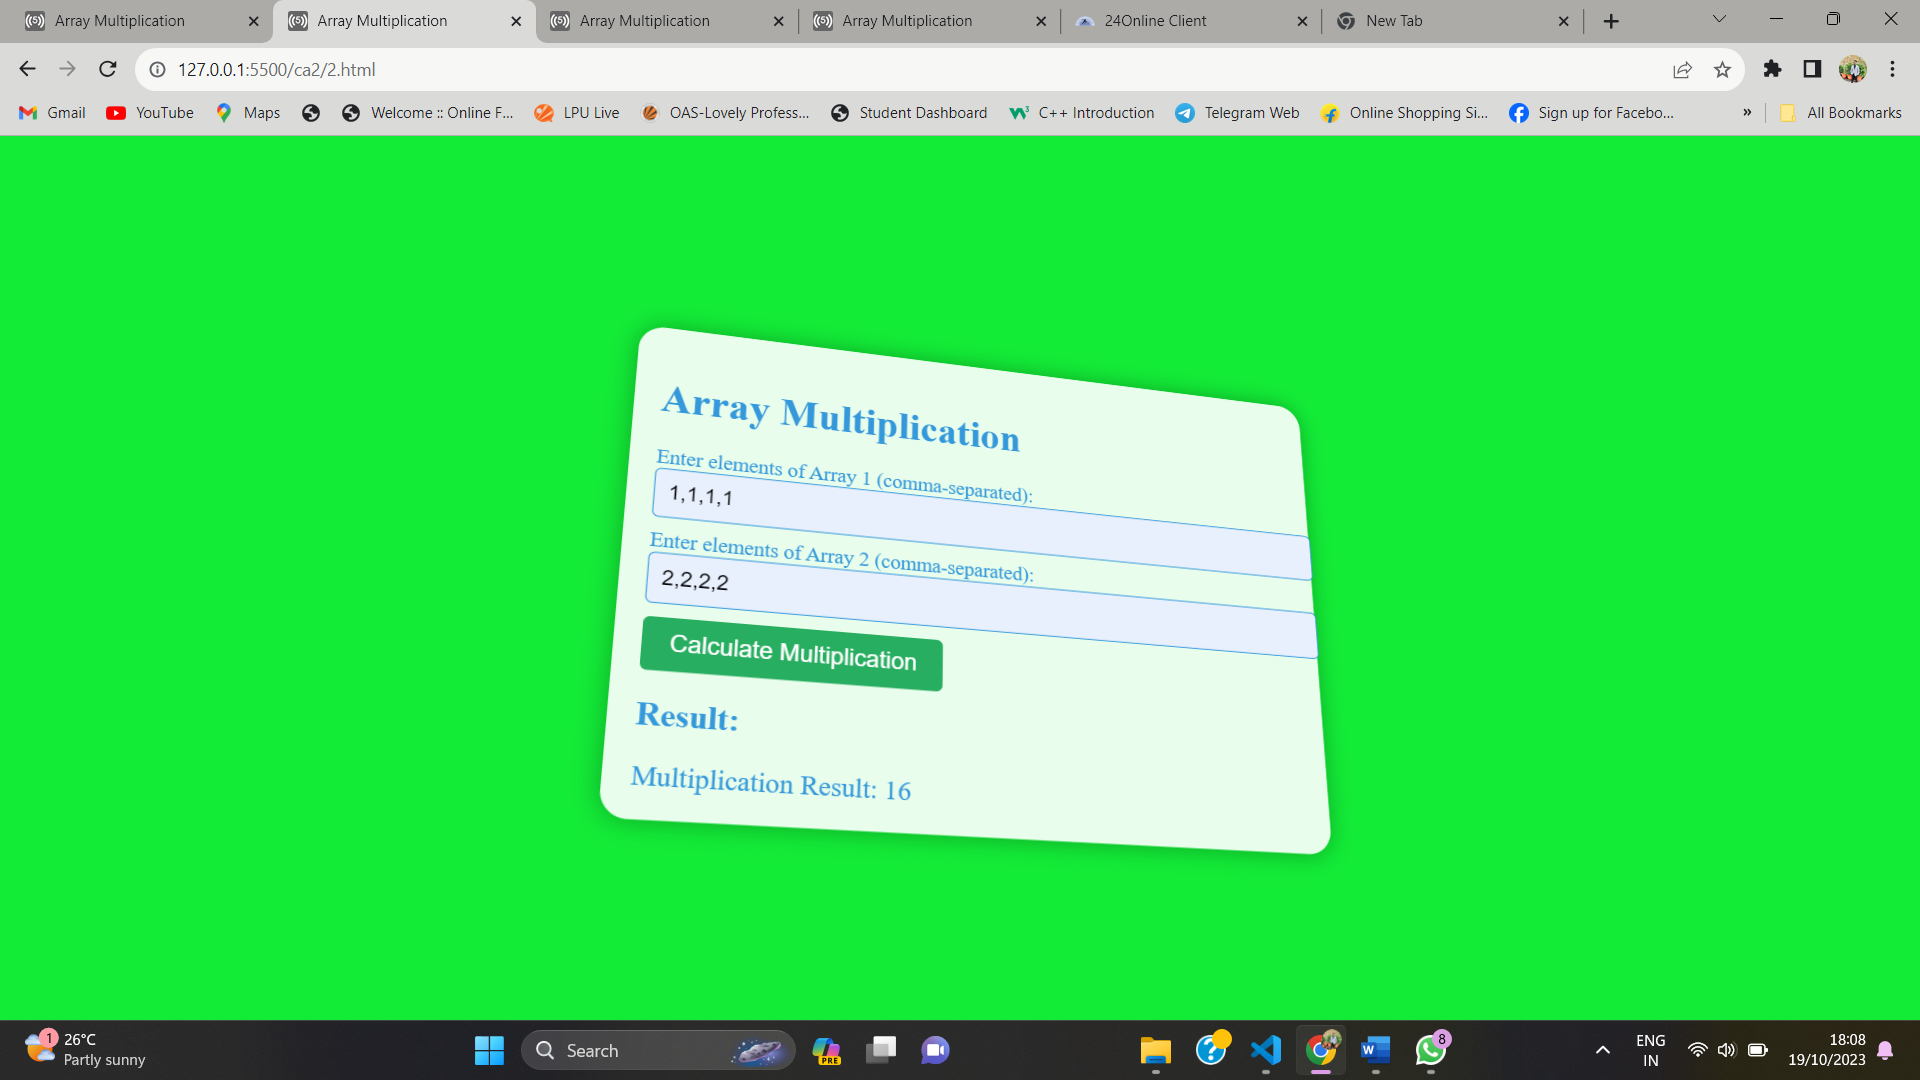 Array Multiplication
Array Multiplication
Array Multiplication
Array Multiplication
24Online Client
New Tab
127.0.0.1:5500/ca2/2.html
Gmail
YouTube
Maps
Welcome :: Online F...
LPU Live
OAS-Lovely Profess...
Student Dashboard
C++ Introduction
Telegram Web
Online Shopping Si...
Sign up for Facebo...
»
All Bookmarks
Array Multiplication
Enter elements of Array 1 (comma-separated):
1,1,1,1
Enter elements of Array 2 (comma-separated):
2,2,2,2
Calculate Multiplication
Result:
Multiplication Result: 16
1
26°C
Partly sunny
Search
PRE
W
8
ENG
IN
18:08
19/10/2023